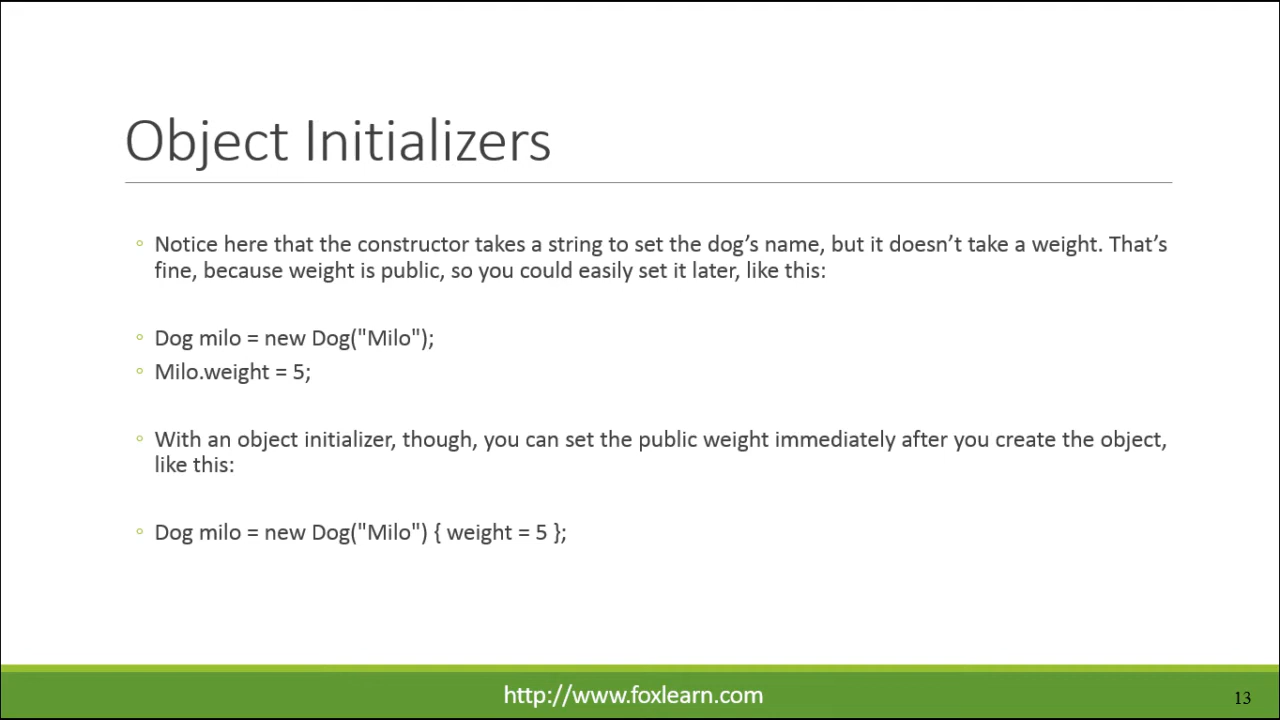 Object Initializers
◦ Notice here that the constructor takes a string to set the dog’s name, but it doesn’t take a weight. That’s
fine, because weight is public, so you could easily set it later, like this:
◦ Dog milo = new Dog("Milo");
◦ Milo.weight = 5;
◦ With an object initializer, though, you can set the public weight immediately after you create the object,
like this:
◦ Dog milo = new Dog("Milo") { weight = 5 };
http://www.foxlearn.com
13